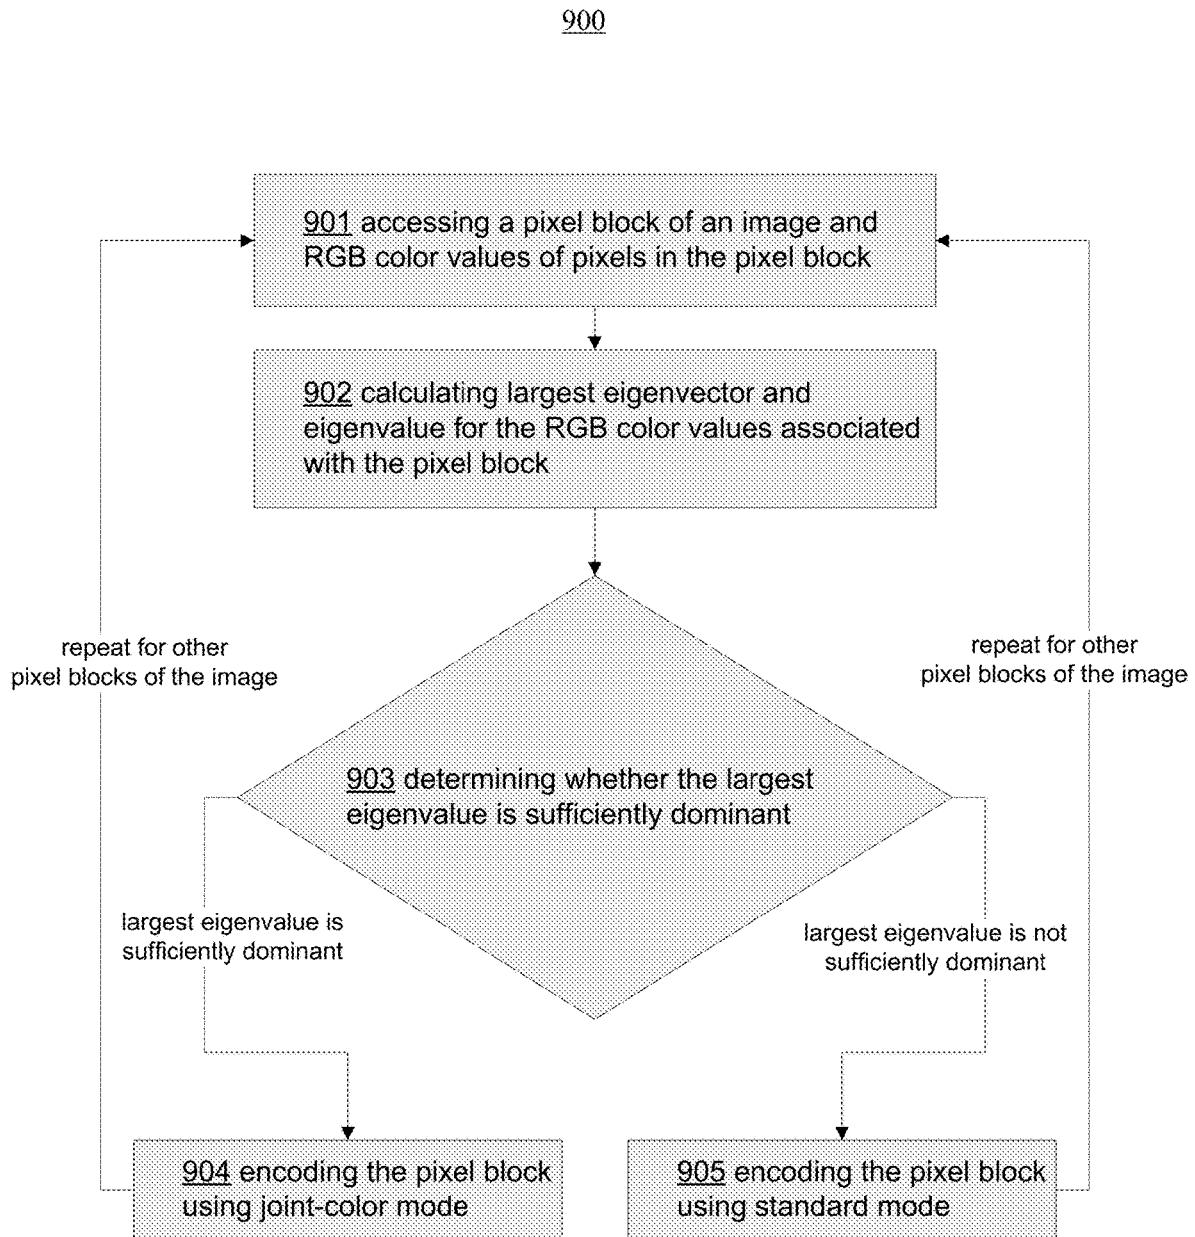 900
901 accessing a pixel block of an image and
RGB color values of pixels in the pixel block
902 calculating largest eigenvector and
eigenvalue for the RGB color values associated
with the pixel block
repeat for other
pixel blocks of the image
repeat for other
pixel blocks of the image
903 determining whether the largest
eigenvalue is sufficiently dominant
largest eigenvalue is
sufficiently dominant
largest eigenvalue is not
sufficiently dominant
904 encoding the pixel block
using joint-color mode
905 encoding the pixel block
using standard mode